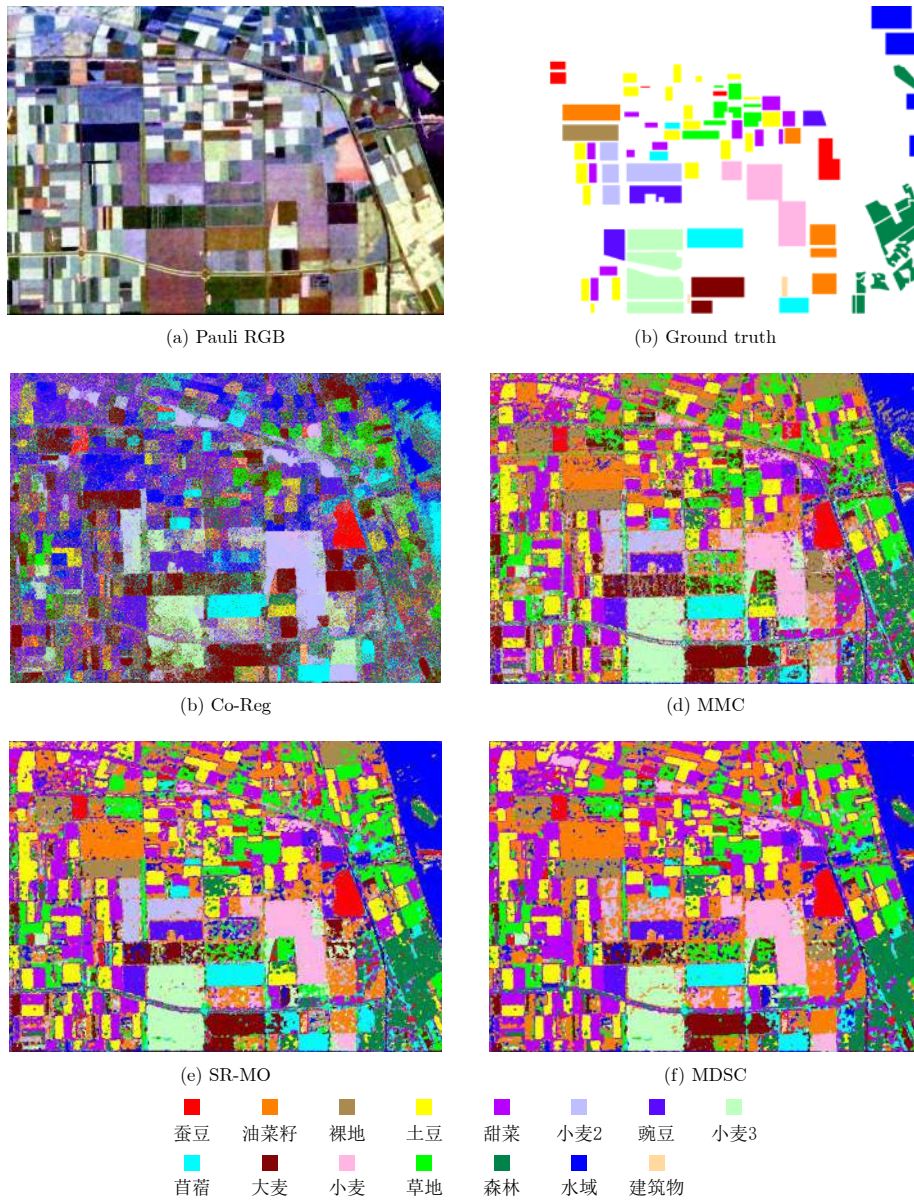 (a) Pauli RGB
(b) Ground truth
(b) Co-Reg
(d) MMC
(e) SR-MO
(f) MDSC
蚕豆 油菜籽 裸地 土豆 甜菜 小麦2 豌豆 小麦3
苜蓿 大麦 小麦 草地 森林 水域 建筑物